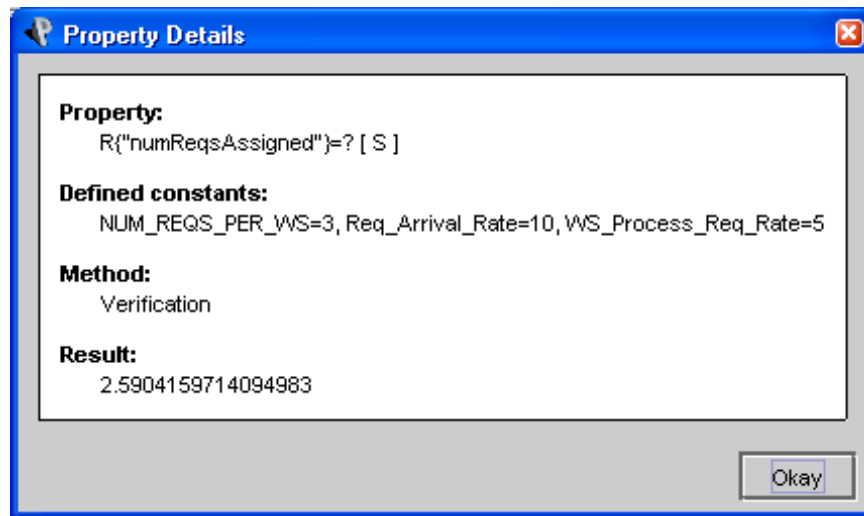 Property Details
Property:
R{"numReqsAssigned"}=? [ S ]
Defined constants:
NUM_REQS_PER_WS=3, Req_Arrival_Rate=10, WS_Process_Req_Rate=5
Method:
Verification
Result:
2.5904159714094983
Okay